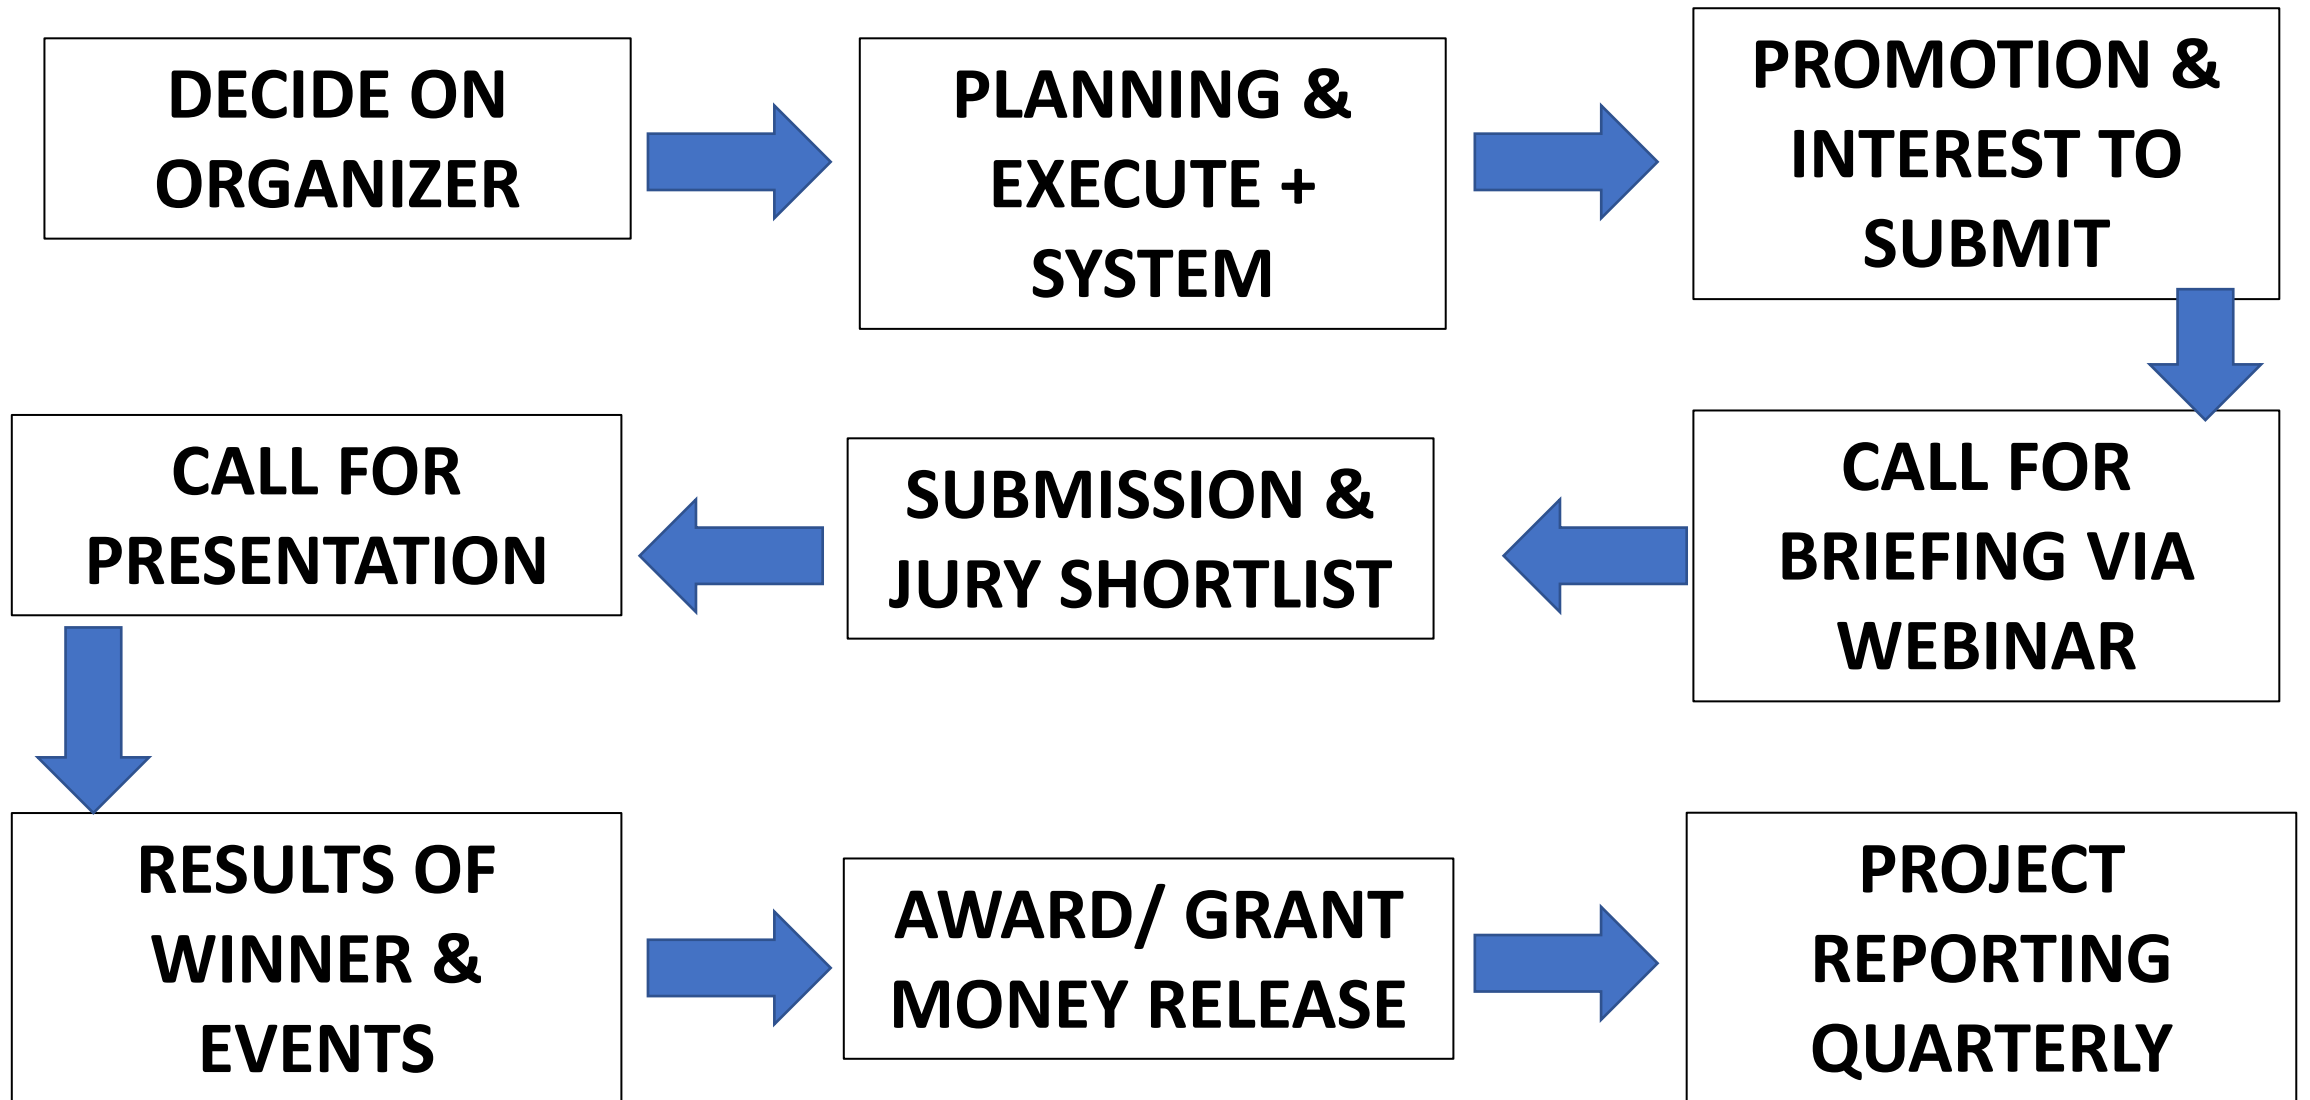 DECIDE ON
ORGANIZER
PLANNING &
EXECUTE +
SYSTEM
PROMOTION &
INTEREST TO
SUBMIT
CALL FOR
BRIEFING VIA
WEBINAR
SUBMISSION &
JURY SHORTLIST
CALL FOR
PRESENTATION
RESULTS OF
WINNER &
EVENTS
AWARD/ GRANT
MONEY RELEASE
PROJECT
REPORTING
QUARTERLY